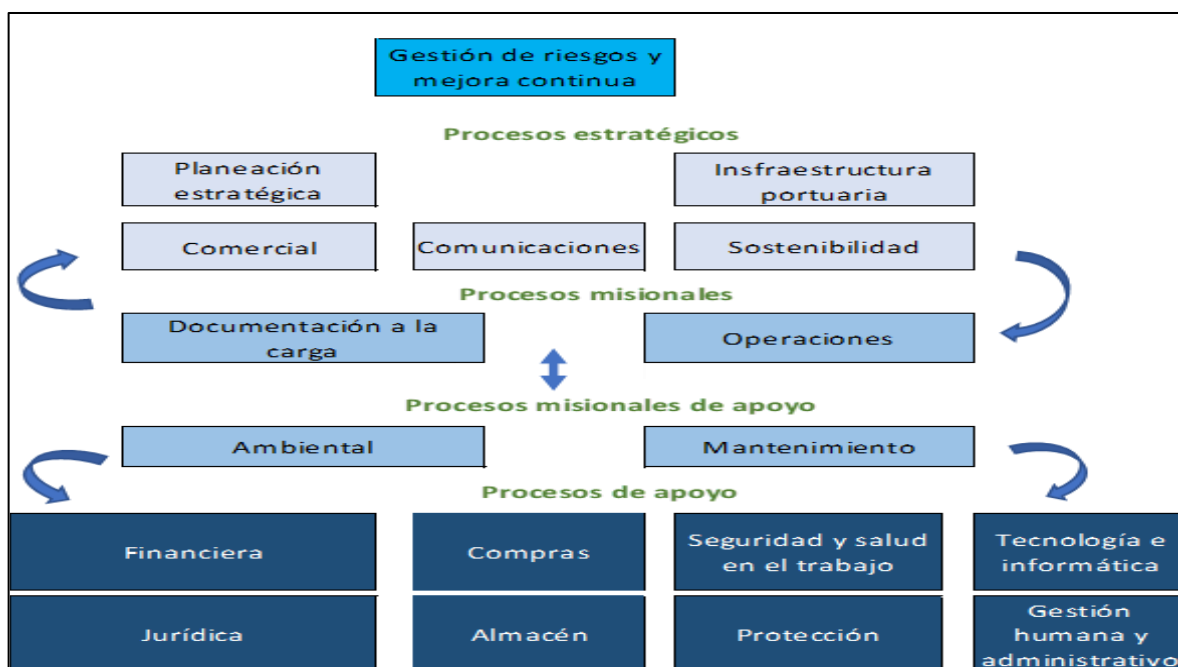 Gestión de riesgos y
mejora continua
Procesos estratégicos
Planeación
estratégica
Insfraestructura
portuaria
Comercial
Comunicaciones
Sostenibilidad
Procesos misionales
Documentación a la
carga
Operaciones
Procesos misionales de apoyo
Ambiental
Mantenimiento
Procesos de apoyo
Financiera
Compras
Seguridad y salud
en el trabajo
Tecnología e
informática
Jurídica
Almacén
Protección
Gestión
humana y
administrativo